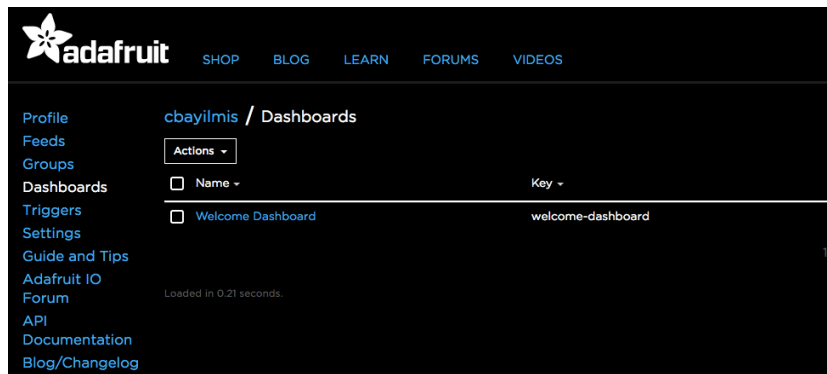 adafruit
SHOP BLOG LEARN FORUMS VIDEOS
Profile
Feeds
Groups
Dashboards
Triggers
Settings
Guide and Tips
Adafruit IO
Forum
API
Documentation
Blog/Changelog
cbayilmis / Dashboards
Actions
Name Key
Welcome Dashboard welcome-dashboard
1
Loaded in 0.21 seconds.